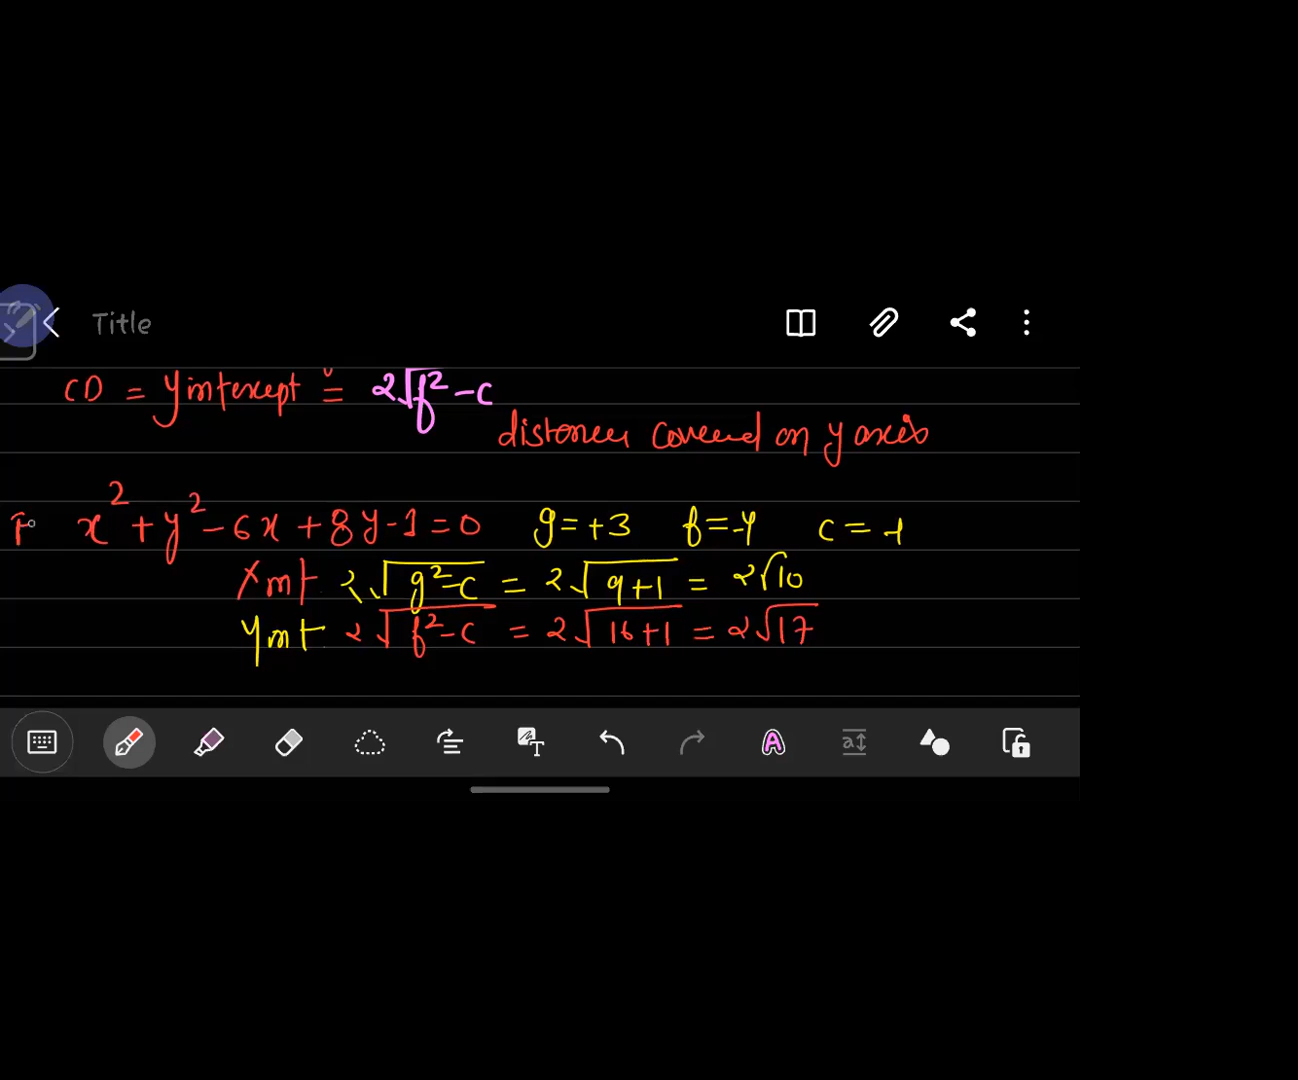 Title
CD = y intercept = 2√f² - c
distance covered on y axis
x² + y² - 6x + 8y - 1 = 0 g = +3 f = -4 c = -1
X int 2√g² - c = 2√9+1 = 2√10
Y int 2√f² - c = 2√16+1 = 2√17